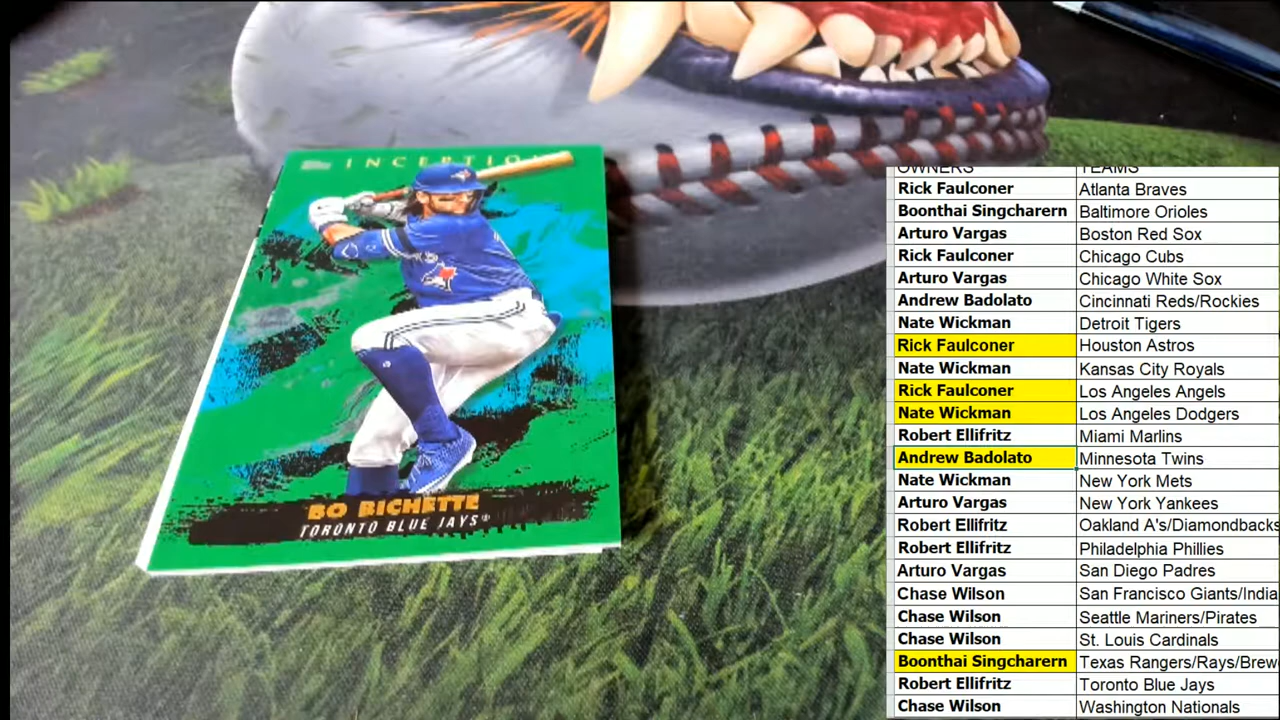 INCEPTION
BO BICHETTE
TORONTO BLUE JAYS®
OWNERS TEAMS
Rick Faulconer Atlanta Braves
Boonthai Singcharern Baltimore Orioles
Arturo Vargas Boston Red Sox
Rick Faulconer Chicago Cubs
Arturo Vargas Chicago White Sox
Andrew Badolato Cincinnati Reds/Rockies
Nate Wickman Detroit Tigers
Rick Faulconer Houston Astros
Nate Wickman Kansas City Royals
Rick Faulconer Los Angeles Angels
Nate Wickman Los Angeles Dodgers
Robert Ellifritz Miami Marlins
Andrew Badolato Minnesota Twins
Nate Wickman New York Mets
Arturo Vargas New York Yankees
Robert Ellifritz Oakland A's/Diamondbacks
Robert Ellifritz Philadelphia Phillies
Arturo Vargas San Diego Padres
Chase Wilson San Francisco Giants/India
Chase Wilson Seattle Mariners/Pirates
Chase Wilson St. Louis Cardinals
Boonthai Singcharern Texas Rangers/Rays/Brew
Robert Ellifritz Toronto Blue Jays
Chase Wilson Washington Nationals